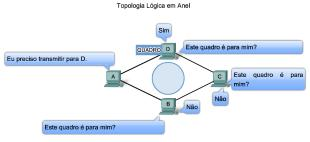 Topologia Lógica em Anel
Sim
QUADRO
D
Este quadro é para mim?
Eu preciso transmitir para D.
A
C
Este quadro é para
mim?
Não
B
Não
Este quadro é para mim?